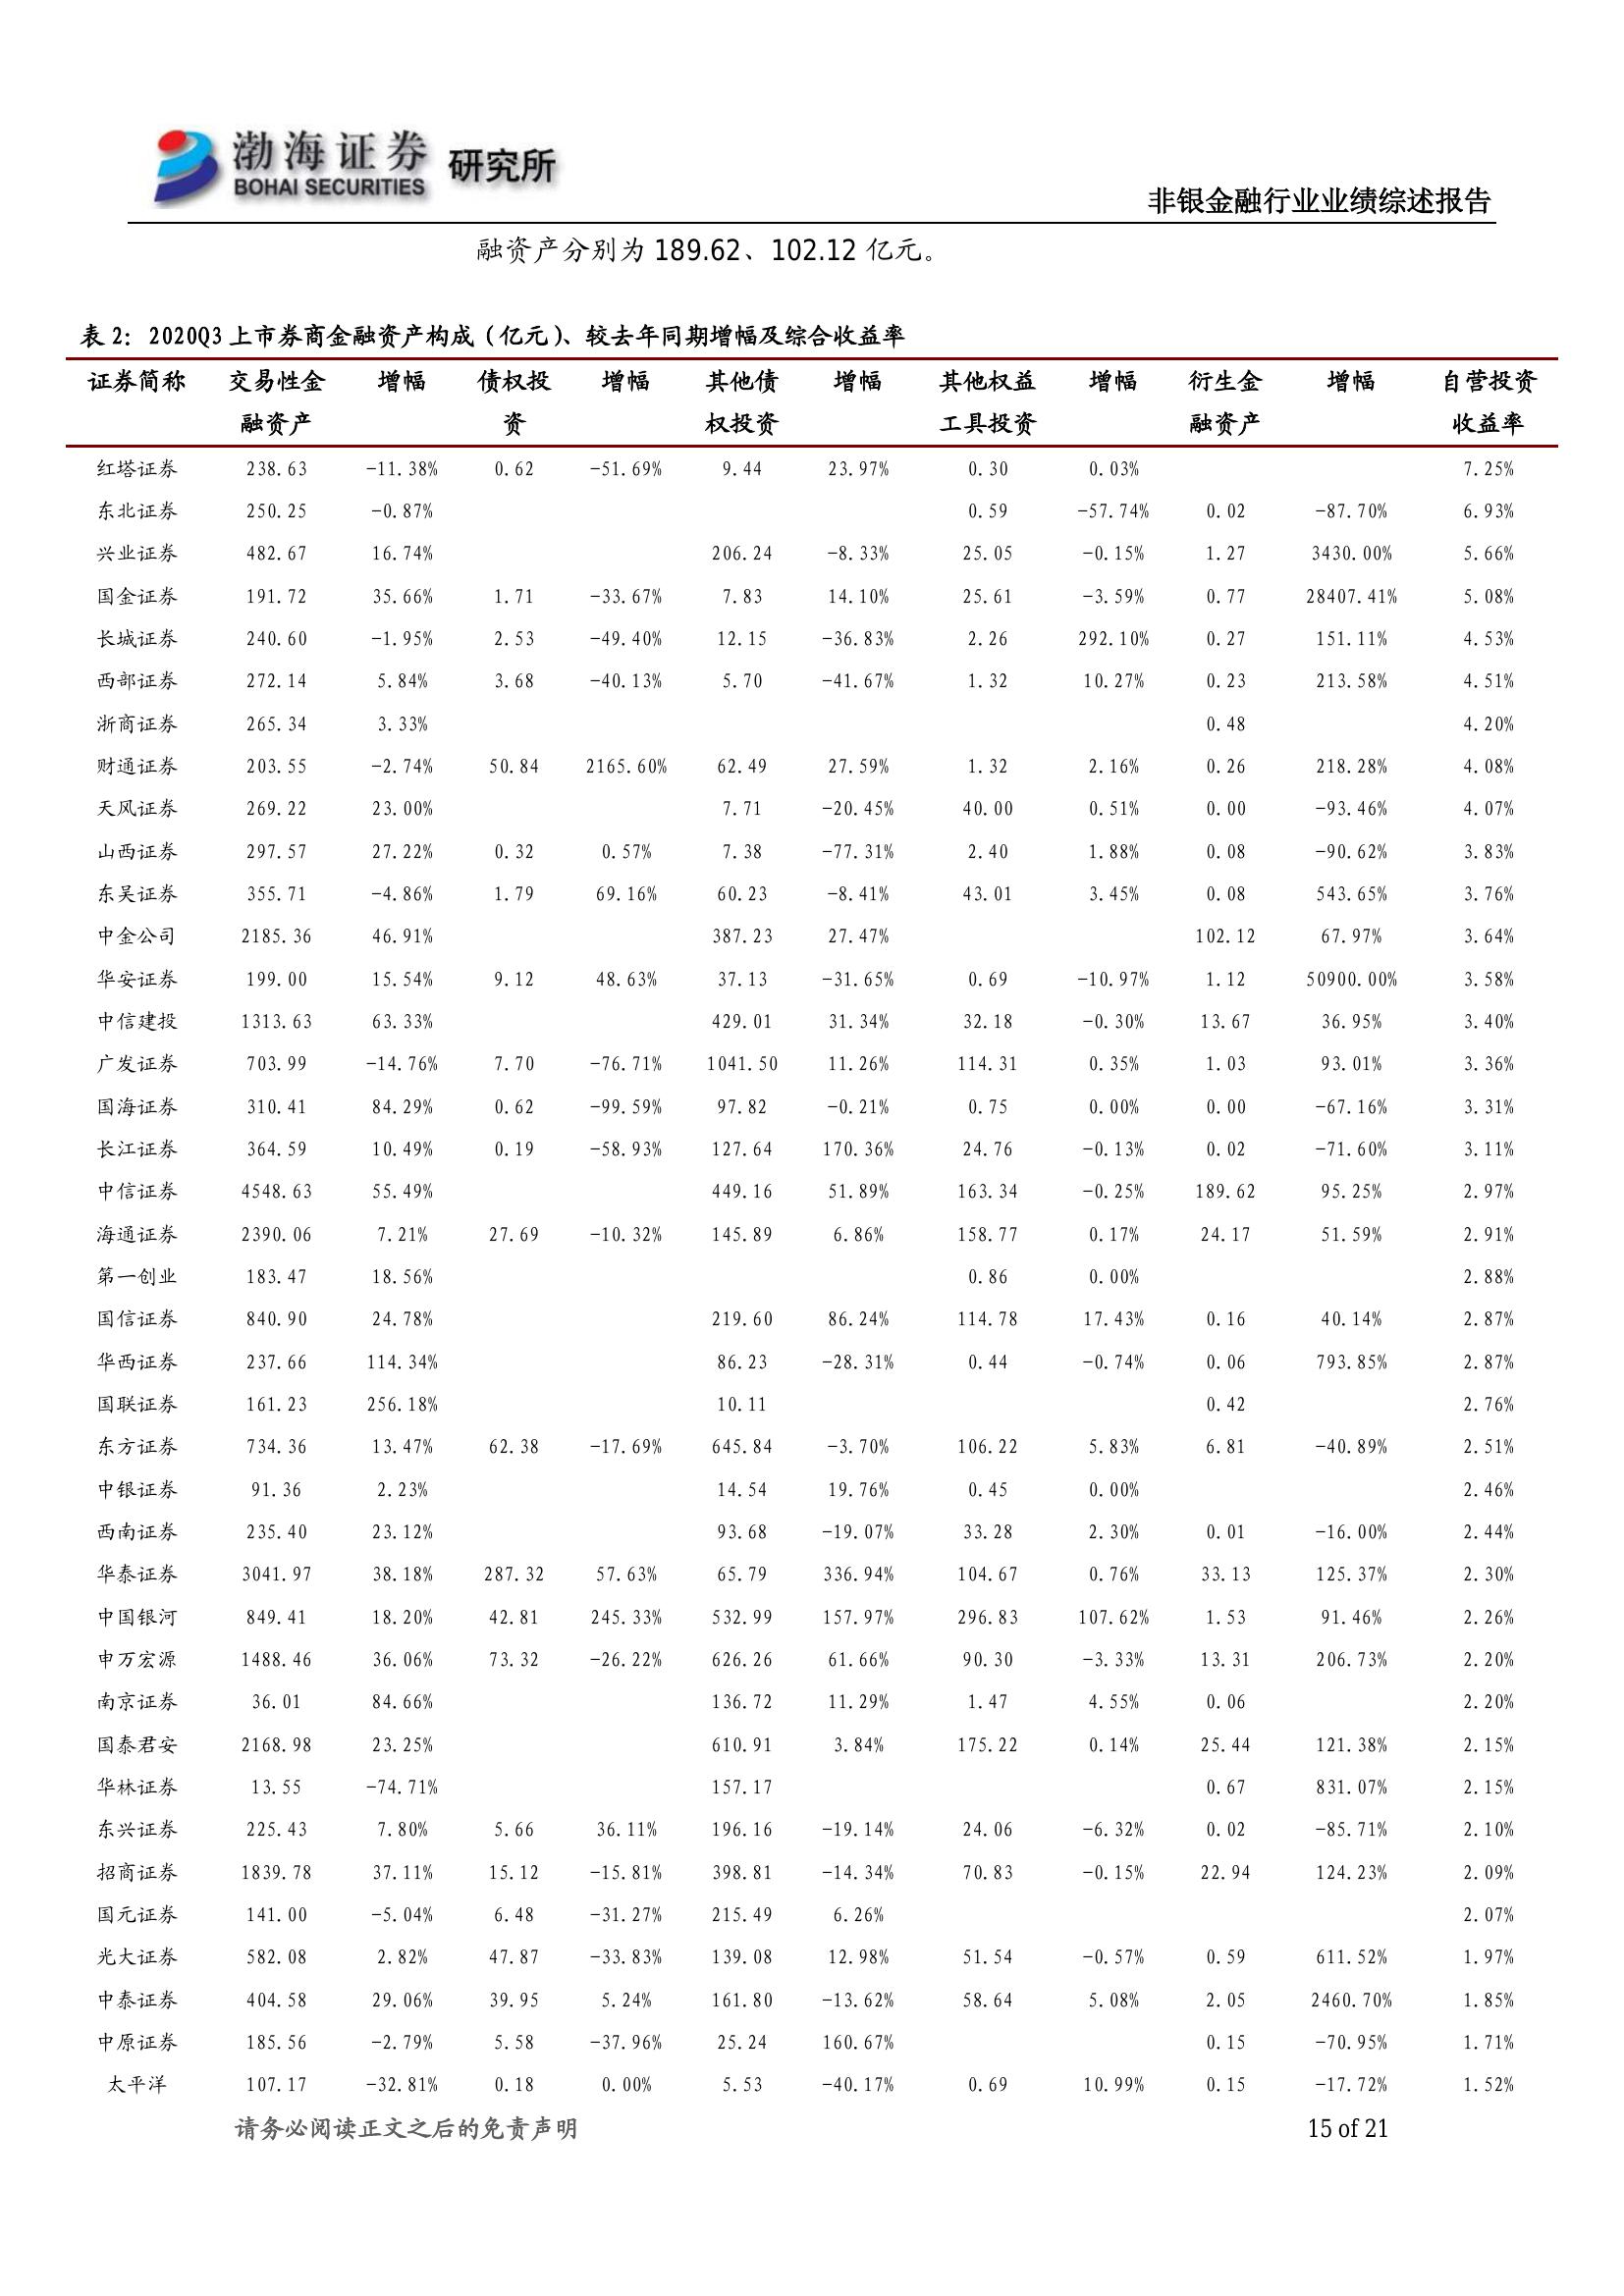 渤海证券 研究所
BOHAI SECURITIES
非银金融行业业绩综述报告
融资产分别为 189.62、102.12 亿元。
表 2：2020Q3 上市券商金融资产构成（亿元）、较去年同期增幅及综合收益率
证券简称 交易性金 增幅 债权投 增幅 其他债 增幅 其他权益 增幅 衍生金 增幅 自营投资
融资产 资 权投资 工具投资 融资产 收益率
红塔证券 238.63 -11.38% 0.62 -51.69% 9.44 23.97% 0.30 0.03% 7.25%
东北证券 250.25 -0.87% 0.59 -57.74% 0.02 -87.70% 6.93%
兴业证券 482.67 16.74% 206.24 -8.33% 25.05 -0.15% 1.27 3430.00% 5.66%
国金证券 191.72 35.66% 1.71 -33.67% 7.83 14.10% 25.61 -3.59% 0.77 28407.41% 5.08%
长城证券 240.60 -1.95% 2.53 -49.40% 12.15 -36.83% 2.26 292.10% 0.27 151.11% 4.53%
西部证券 272.14 5.84% 3.68 -40.13% 5.70 -41.67% 1.32 10.27% 0.23 213.58% 4.51%
浙商证券 265.34 3.33% 0.48 4.20%
财通证券 203.55 -2.74% 50.84 2165.60% 62.49 27.59% 1.32 2.16% 0.26 218.28% 4.08%
天风证券 269.22 23.00% 7.71 -20.45% 40.00 0.51% 0.00 -93.46% 4.07%
山西证券 297.57 27.22% 0.32 0.57% 7.38 -77.31% 2.40 1.88% 0.08 -90.62% 3.83%
东吴证券 355.71 -4.86% 1.79 69.16% 60.23 -8.41% 43.01 3.45% 0.08 543.65% 3.76%
中金公司 2185.36 46.91% 387.23 27.47% 102.12 67.97% 3.64%
华安证券 199.00 15.54% 9.12 48.63% 37.13 -31.65% 0.69 -10.97% 1.12 50900.00% 3.58%
中信建投 1313.63 63.33% 429.01 31.34% 32.18 -0.30% 13.67 36.95% 3.40%
广发证券 703.99 -14.76% 7.70 -76.71% 1041.50 11.26% 114.31 0.35% 1.03 93.01% 3.36%
国海证券 310.41 84.29% 0.62 -99.59% 97.82 -0.21% 0.75 0.00% 0.00 -67.16% 3.31%
长江证券 364.59 10.49% 0.19 -58.93% 127.64 170.36% 24.76 -0.13% 0.02 -71.60% 3.11%
中信证券 4548.63 55.49% 449.16 51.89% 163.34 -0.25% 189.62 95.25% 2.97%
海通证券 2390.06 7.21% 27.69 -10.32% 145.89 6.86% 158.77 0.17% 24.17 51.59% 2.91%
第一创业 183.47 18.56% 0.86 0.00% 2.88%
国信证券 840.90 24.78% 219.60 86.24% 114.78 17.43% 0.16 40.14% 2.87%
华西证券 237.66 114.34% 86.23 -28.31% 0.44 -0.74% 0.06 793.85% 2.87%
国联证券 161.23 256.18% 10.11 0.42 2.76%
东方证券 734.36 13.47% 62.38 -17.69% 645.84 -3.70% 106.22 5.83% 6.81 -40.89% 2.51%
中银证券 91.36 2.23% 14.54 19.76% 0.45 0.00% 2.46%
西南证券 235.40 23.12% 93.68 -19.07% 33.28 2.30% 0.01 -16.00% 2.44%
华泰证券 3041.97 38.18% 287.32 57.63% 65.79 336.94% 104.67 0.76% 33.13 125.37% 2.30%
中国银河 849.41 18.20% 42.81 245.33% 532.99 157.97% 296.83 107.62% 1.53 91.46% 2.26%
申万宏源 1488.46 36.06% 73.32 -26.22% 626.26 61.66% 90.30 -3.33% 13.31 206.73% 2.20%
南京证券 36.01 84.66% 136.72 11.29% 1.47 4.55% 0.06 2.20%
国泰君安 2168.98 23.25% 610.91 3.84% 175.22 0.14% 25.44 121.38% 2.15%
华林证券 13.55 -74.71% 157.17 0.67 831.07% 2.15%
东兴证券 225.43 7.80% 5.66 36.11% 196.16 -19.14% 24.06 -6.32% 0.02 -85.71% 2.10%
招商证券 1839.78 37.11% 15.12 -15.81% 398.81 -14.34% 70.83 -0.15% 22.94 124.23% 2.09%
国元证券 141.00 -5.04% 6.48 -31.27% 215.49 6.26% 2.07%
光大证券 582.08 2.82% 47.87 -33.83% 139.08 12.98% 51.54 -0.57% 0.59 611.52% 1.97%
中泰证券 404.58 29.06% 39.95 5.24% 161.80 -13.62% 58.64 5.08% 2.05 2460.70% 1.85%
中原证券 185.56 -2.79% 5.58 -37.96% 25.24 160.67% 0.15 -70.95% 1.71%
太平洋 107.17 -32.81% 0.18 0.00% 5.53 -40.17% 0.69 10.99% 0.15 -17.72% 1.52%
请务必阅读正文之后的免责声明 15 of 21